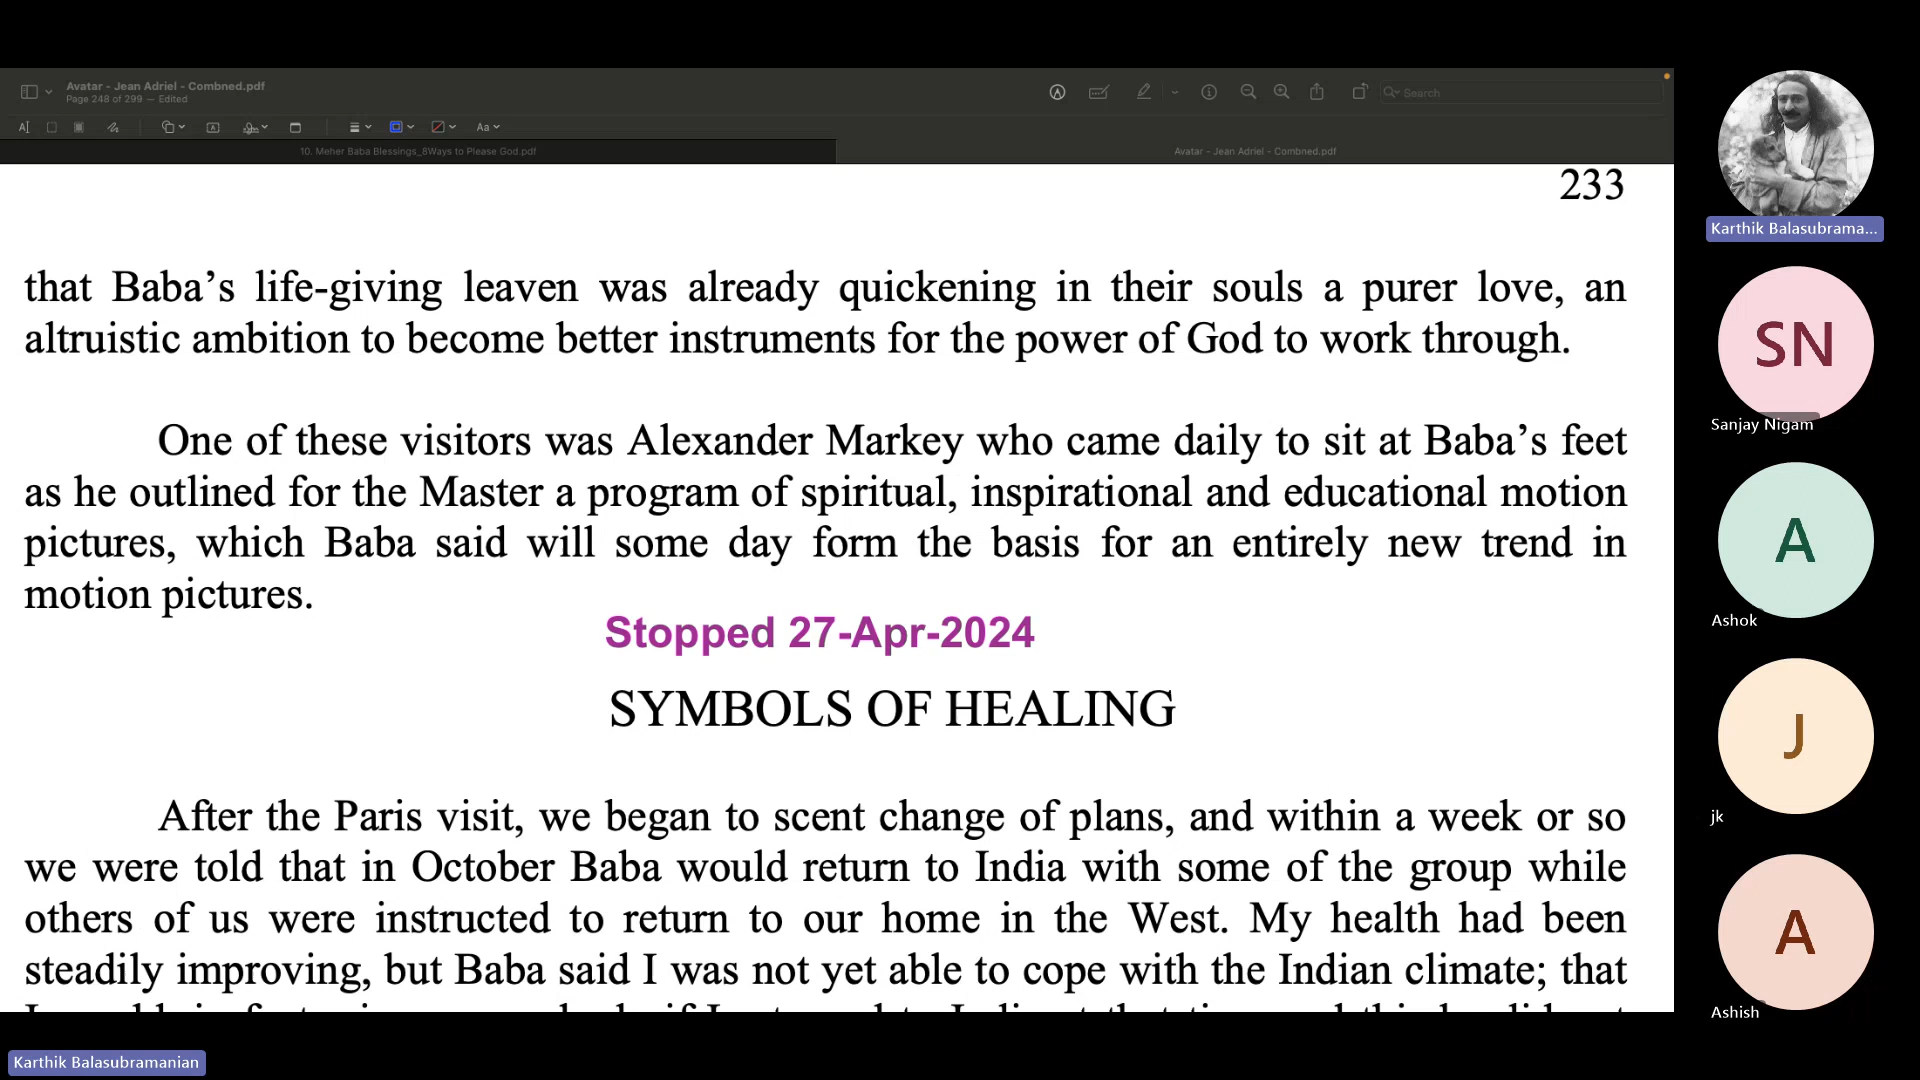 Avatar - Jean Adriel - Combned.pdf
Page 248 of 299 — Edited
Search
Aa
10. Meher Baba Blessings_8Ways to Please God.pdf
Avatar - Jean Adriel - Combned.pdf
233
that Baba’s life-giving leaven was already quickening in their souls a purer love, an
altruistic ambition to become better instruments for the power of God to work through.
One of these visitors was Alexander Markey who came daily to sit at Baba’s feet
as he outlined for the Master a program of spiritual, inspirational and educational motion
pictures, which Baba said will some day form the basis for an entirely new trend in
motion pictures.
Stopped 27-Apr-2024
SYMBOLS OF HEALING
After the Paris visit, we began to scent change of plans, and within a week or so
we were told that in October Baba would return to India with some of the group while
others of us were instructed to return to our home in the West. My health had been
steadily improving, but Baba said I was not yet able to cope with the Indian climate; that
Karthik Balasubrama...
SN
Sanjay Nigam
A
Ashok
J
jk
A
Ashish
Karthik Balasubramanian